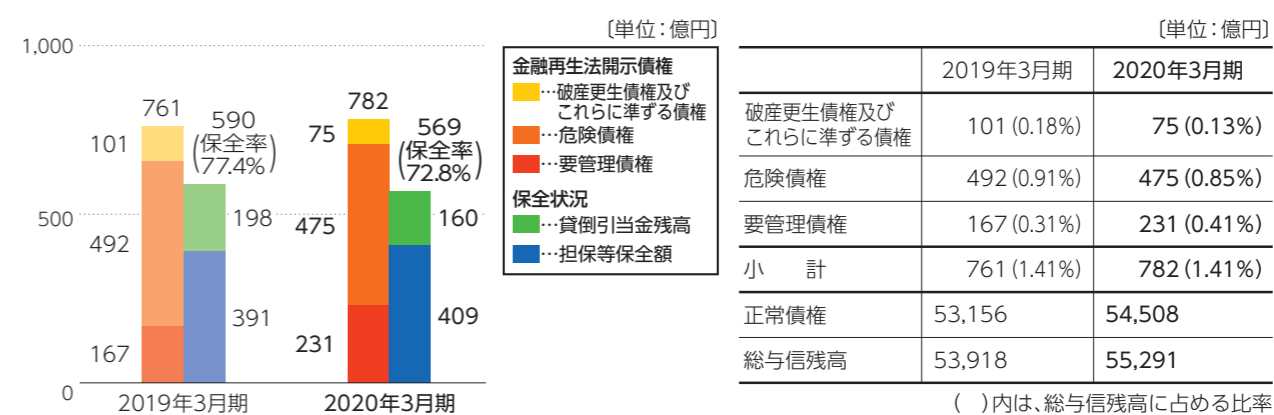 〔単位：億円〕
1,000
500
0
761
101
492
167
590
(保全率
77.4%)
198
391
2019年3月期
782
75
475
231
569
(保全率
72.8%)
160
409
2020年3月期
金融再生法開示債権
…破産更生債権及び
これらに準ずる債権
…危険債権
…要管理債権
保全状況
…貸倒引当金残高
…担保等保全額
〔単位：億円〕
2019年3月期 2020年3月期
破産更生債権及び
これらに準ずる債権 101(0.18%) 75(0.13%)
危険債権 492(0.91%) 475(0.85%)
要管理債権 167(0.31%) 231(0.41%)
小　計 761(1.41%) 782(1.41%)
正常債権 53,156 54,508
総与信残高 53,918 55,291
(　)内は、総与信残高に占める比率